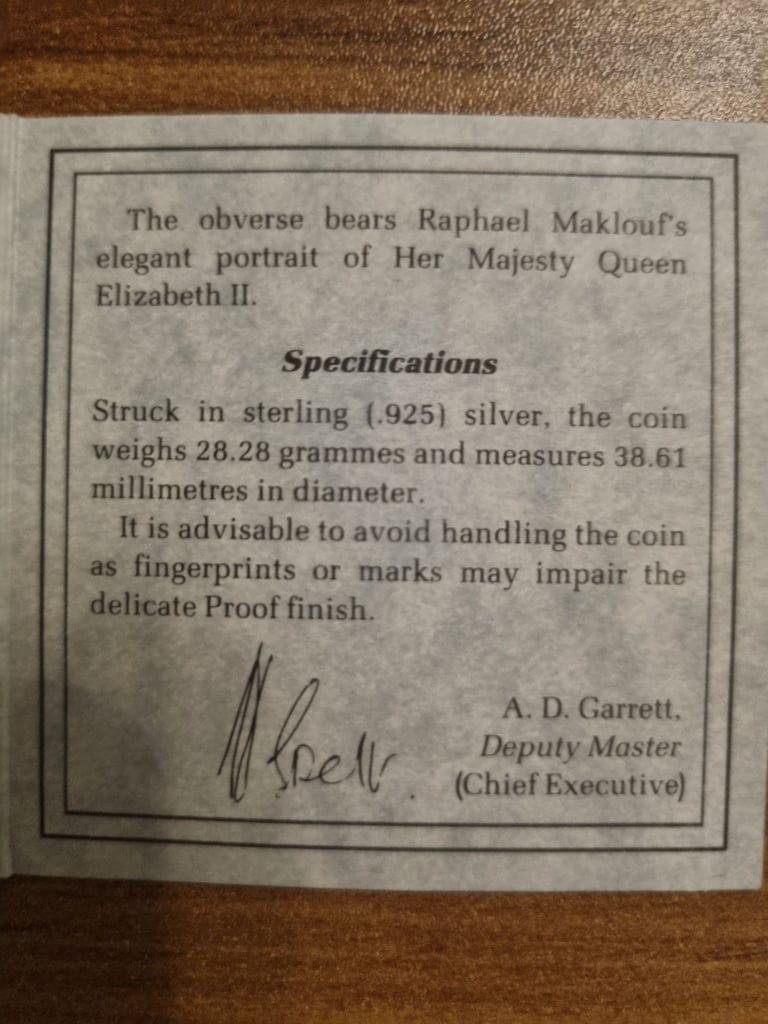 The obverse bears Raphael Maklouf's
elegant portrait of Her Majesty Queen
Elizabeth II.
Specifications
Struck in sterling (.925) silver, the coin
weighs 28.28 grammes and measures 38.61
millimetres in diameter.
It is advisable to avoid handling the coin
as fingerprints or marks may impair the
delicate Proof finish.
A. D. Garrett,
Deputy Master
(Chief Executive)